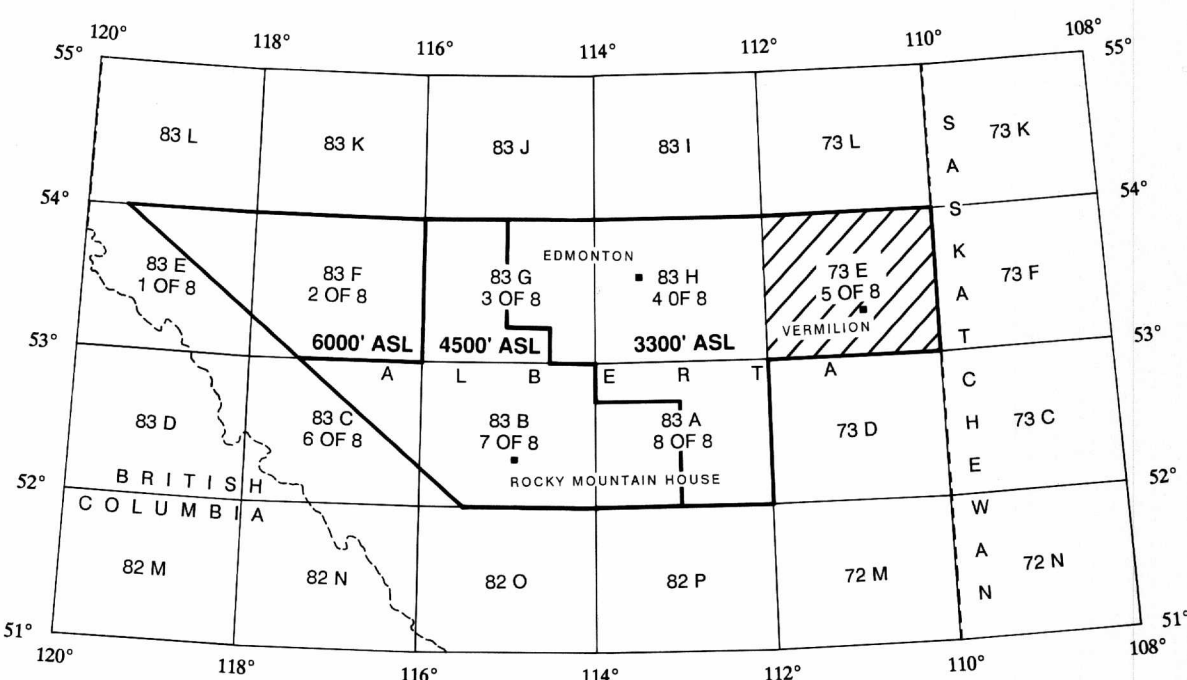 120°
118°
116°
114°
112°
110°
108°
55°
55°
83 L
83 K
83 J
83 I
73 L
73 K
54°
54°
83 E
1 OF 8
83 F
2 OF 8
83 G
3 OF 8
EDMONTON
83 H
4 0F 8
73 E
5 OF 8
VERMILION
73 F
53°
53°
6000' ASL
4500' ASL
3300' ASL
A L B E R T A
SASKATCHEWAN
83 D
83 C
6 OF 8
83 B
7 OF 8
83 A
8 OF 8
73 D
73 C
ROCKY MOUNTAIN HOUSE
52°
52°
BRITISH
COLUMBIA
82 M
82 N
82 O
82 P
72 M
72 N
51°
51°
120°
118°
116°
114°
112°
110°
108°